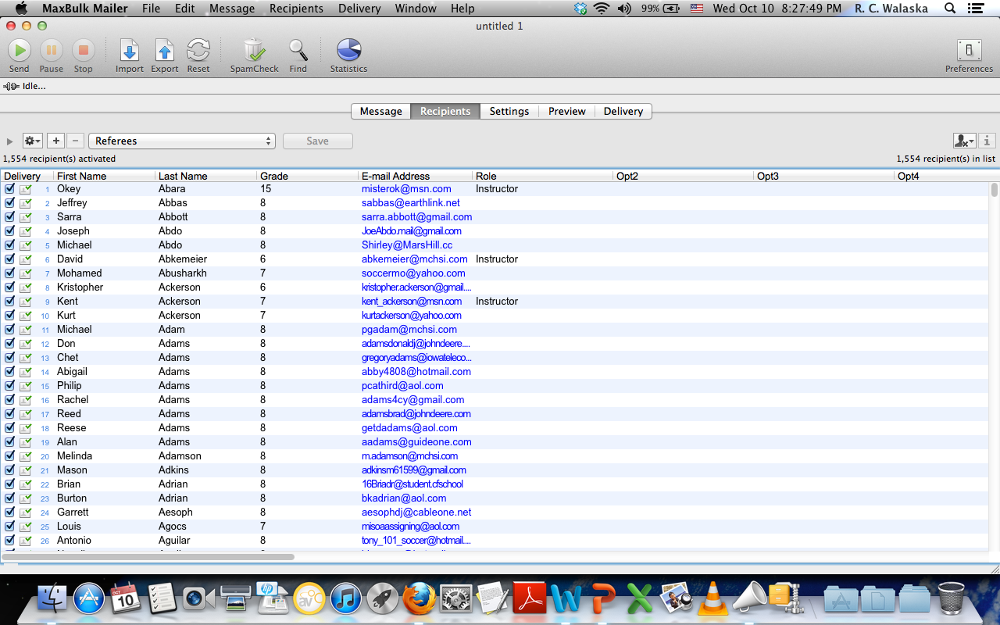 MaxBulk Mailer File Edit Message Recipients Delivery Window Help 99% Wed Oct 10 8:27:49 PM R. C. Walaska
untitled 1
Send Pause Stop Import Export Reset SpamCheck Find Statistics Preferences
Idle...
Message Recipients Settings Preview Delivery
Referees Save
1,554 recipient(s) activated 1,554 recipient(s) in list
Delivery First Name Last Name Grade E-mail Address Role Opt2 Opt3 Opt4
1 Okey Abara 15 misterok@msn.com Instructor
2 Jeffrey Abbas 8 sabbas@earthlink.net
3 Sarra Abbott 8 sarra.abbott@gmail.com
4 Joseph Abdo 8 JoeAbdo.mail@gmail.com
5 Michael Abdo 8 Shirley@MarsHill.cc
6 David Abkemeier 6 abkemeier@mchsi.com Instructor
7 Mohamed Abusharkh 7 soccermo@yahoo.com
8 Kristopher Ackerson 6 kristopher.ackerson@gmail....
9 Kent Ackerson 7 kent_ackerson@msn.com Instructor
10 Kurt Ackerson 7 kurtackerson@yahoo.com
11 Michael Adam 8 pgadam@mchsi.com
12 Don Adams 8 adamsdonaldj@johndeere....
13 Chet Adams 8 gregoryadams@iowateleco...
14 Abigail Adams 8 abby4808@hotmail.com
15 Philip Adams 8 pcathird@aol.com
16 Rachel Adams 8 adams4cy@gmail.com
17 Reed Adams 8 adamsbrad@johndeere.com
18 Reese Adams 8 getdadams@aol.com
19 Alan Adams 8 aadams@guideone.com
20 Melinda Adamson 8 m.adamson@mchsi.com
21 Mason Adkins 8 adkinsm61599@gmail.com
22 Brian Adrian 8 16Briadr@student.cfschool
23 Burton Adrian 8 bkadrian@aol.com
24 Garrett Aesoph 8 aesophdj@cableone.net
25 Louis Agocs 7 misoaassigning@aol.com
26 Antonio Aguilar 8 tony_101_soccer@hotmail....
OCT
10
hp
av